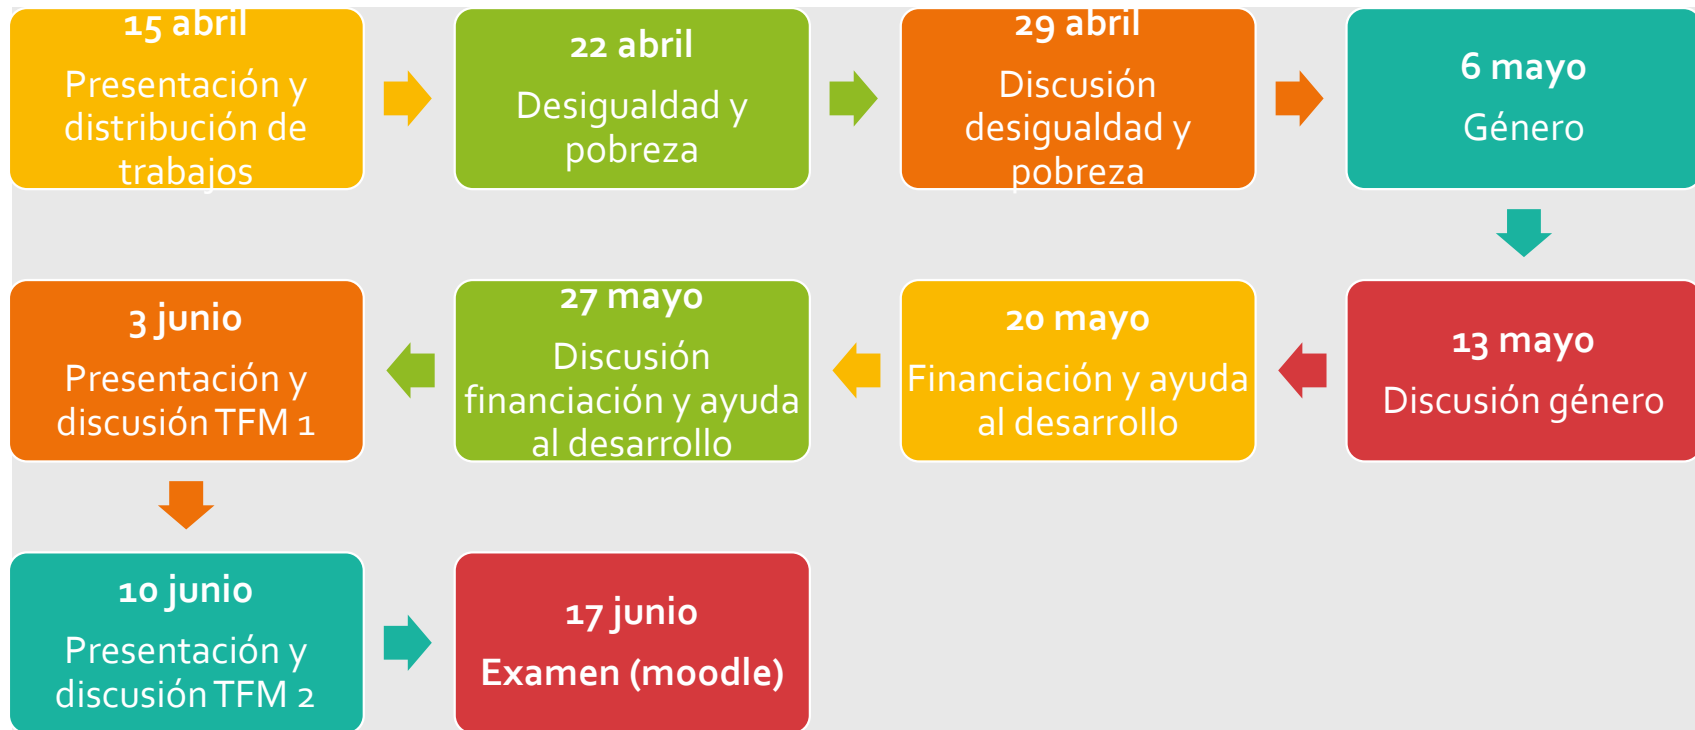 15 abril
Presentación y
distribución de
trabajos
22 abril
Desigualdad y
pobreza
29 abril
Discusión
desigualdad y
pobreza
6 mayo
Género
13 mayo
Discusión género
20 mayo
Financiación y ayuda
al desarrollo
27 mayo
Discusión
financiación y ayuda
al desarrollo
3 junio
Presentación y
discusión TFM 1
10 junio
Presentación y
discusión TFM 2
17 junio
Examen (moodle)